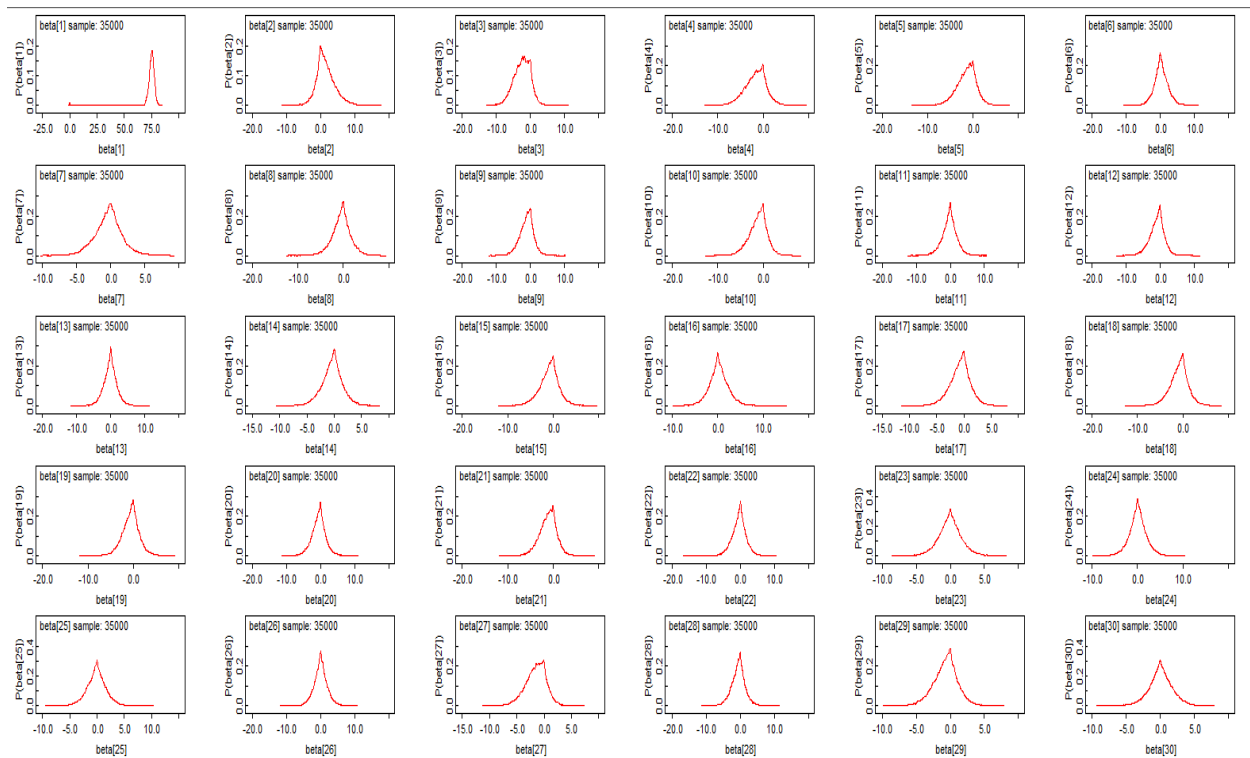 beta[1] sample: 35000
P(beta[1])
0.0 0.1 0.2
-25.0 0.0 25.0 50.0 75.0
beta[1]
beta[2] sample: 35000
P(beta[2])
0.0 0.1 0.2
-20.0 -10.0 0.0 10.0
beta[2]
beta[3] sample: 35000
P(beta[3])
0.0 0.1 0.2
-20.0 -10.0 0.0 10.0
beta[3]
beta[4] sample: 35000
P(beta[4])
0.0 0.2
-20.0 -10.0 0.0
beta[4]
beta[5] sample: 35000
P(beta[5])
0.0 0.2
-20.0 -10.0 0.0
beta[5]
beta[6] sample: 35000
P(beta[6])
0.0 0.2
-20.0 -10.0 0.0 10.0
beta[6]
beta[7] sample: 35000
P(beta[7])
0.0 0.2
-10.0 -5.0 0.0 5.0
beta[7]
beta[8] sample: 35000
P(beta[8])
0.0 0.2
-20.0 -10.0 0.0
beta[8]
beta[9] sample: 35000
P(beta[9])
0.0 0.2
-20.0 -10.0 0.0 10.0
beta[9]
beta[10] sample: 35000
P(beta[10])
0.0 0.2
-20.0 -10.0 0.0
beta[10]
beta[11] sample: 35000
P(beta[11])
0.0 0.2
-20.0 -10.0 0.0 10.0
beta[11]
beta[12] sample: 35000
P(beta[12])
0.0 0.2
-20.0 -10.0 0.0 10.0
beta[12]
beta[13] sample: 35000
P(beta[13])
0.0 0.2
-20.0 -10.0 0.0 10.0
beta[13]
beta[14] sample: 35000
P(beta[14])
0.0 0.2
-15.0 -10.0 -5.0 0.0 5.0
beta[14]
beta[15] sample: 35000
P(beta[15])
0.0 0.2
-20.0 -10.0 0.0
beta[15]
beta[16] sample: 35000
P(beta[16])
0.0 0.2
-10.0 0.0 10.0
beta[16]
beta[17] sample: 35000
P(beta[17])
0.0 0.2
-15.0 -10.0 -5.0 0.0 5.0
beta[17]
beta[18] sample: 35000
P(beta[18])
0.0 0.2
-20.0 -10.0 0.0
beta[18]
beta[19] sample: 35000
P(beta[19])
0.0 0.2
-20.0 -10.0 0.0
beta[19]
beta[20] sample: 35000
P(beta[20])
0.0 0.2
-20.0 -10.0 0.0 10.0
beta[20]
beta[21] sample: 35000
P(beta[21])
0.0 0.2
-20.0 -10.0 0.0
beta[21]
beta[22] sample: 35000
P(beta[22])
0.0 0.2
-20.0 -10.0 0.0 10.0
beta[22]
beta[23] sample: 35000
P(beta[23])
0.0 0.2 0.4
-10.0 -5.0 0.0 5.0
beta[23]
beta[24] sample: 35000
P(beta[24])
0.0 0.2
-10.0 0.0 10.0
beta[24]
beta[25] sample: 35000
P(beta[25])
0.0 0.2 0.4
-10.0 -5.0 0.0 5.0 10.0
beta[25]
beta[26] sample: 35000
P(beta[26])
0.0 0.2
-20.0 -10.0 0.0 10.0
beta[26]
beta[27] sample: 35000
P(beta[27])
0.0 0.2
-15.0 -10.0 -5.0 0.0 5.0
beta[27]
beta[28] sample: 35000
P(beta[28])
0.0 0.2
-20.0 -10.0 0.0 10.0
beta[28]
beta[29] sample: 35000
P(beta[29])
0.0 0.2
-10.0 -5.0 0.0 5.0
beta[29]
beta[30] sample: 35000
P(beta[30])
0.0 0.2 0.4
-10.0 -5.0 0.0 5.0
beta[30]